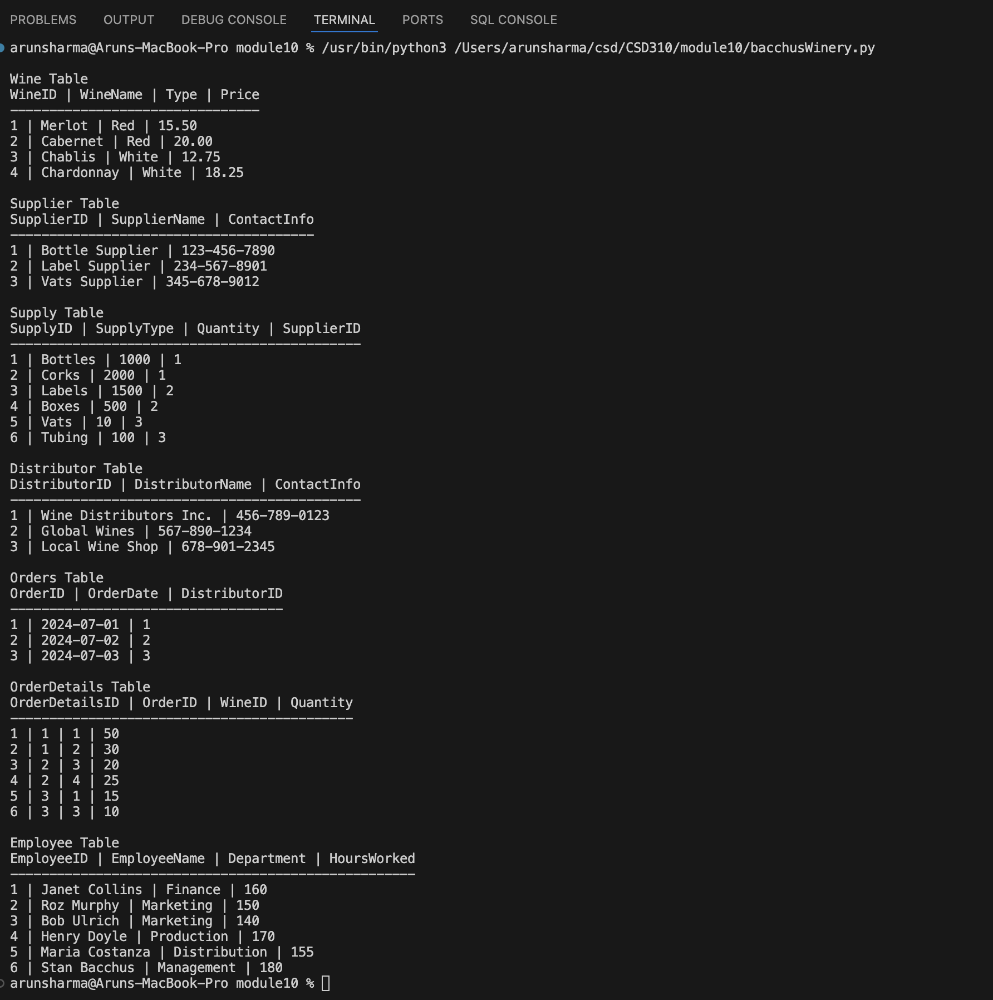 PROBLEMS OUTPUT DEBUG CONSOLE TERMINAL PORTS SQL CONSOLE
arunsharma@Aruns-MacBook-Pro module10 % /usr/bin/python3 /Users/arunsharma/csd/CSD310/module10/bacchusWinery.py
Wine Table
WineID | WineName | Type | Price
--------------------------------
1 | Merlot | Red | 15.50
2 | Cabernet | Red | 20.00
3 | Chablis | White | 12.75
4 | Chardonnay | White | 18.25
Supplier Table
SupplierID | SupplierName | ContactInfo
---------------------------------------
1 | Bottle Supplier | 123-456-7890
2 | Label Supplier | 234-567-8901
3 | Vats Supplier | 345-678-9012
Supply Table
SupplyID | SupplyType | Quantity | SupplierID
---------------------------------------------
1 | Bottles | 1000 | 1
2 | Corks | 2000 | 1
3 | Labels | 1500 | 2
4 | Boxes | 500 | 2
5 | Vats | 10 | 3
6 | Tubing | 100 | 3
Distributor Table
DistributorID | DistributorName | ContactInfo
---------------------------------------------
1 | Wine Distributors Inc. | 456-789-0123
2 | Global Wines | 567-890-1234
3 | Local Wine Shop | 678-901-2345
Orders Table
OrderID | OrderDate | DistributorID
-----------------------------------
1 | 2024-07-01 | 1
2 | 2024-07-02 | 2
3 | 2024-07-03 | 3
OrderDetails Table
OrderDetailsID | OrderID | WineID | Quantity
--------------------------------------------
1 | 1 | 1 | 50
2 | 1 | 2 | 30
3 | 2 | 3 | 20
4 | 2 | 4 | 25
5 | 3 | 1 | 15
6 | 3 | 3 | 10
Employee Table
EmployeeID | EmployeeName | Department | HoursWorked
----------------------------------------------------
1 | Janet Collins | Finance | 160
2 | Roz Murphy | Marketing | 150
3 | Bob Ulrich | Marketing | 140
4 | Henry Doyle | Production | 170
5 | Maria Costanza | Distribution | 155
6 | Stan Bacchus | Management | 180
arunsharma@Aruns-MacBook-Pro module10 %